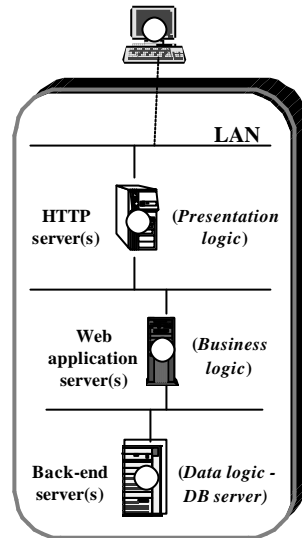 LAN
HTTP
server(s)
(Presentation
logic)
Web
application
server(s)
(Business
logic)
Back-end
server(s)
(Data logic -
DB server)